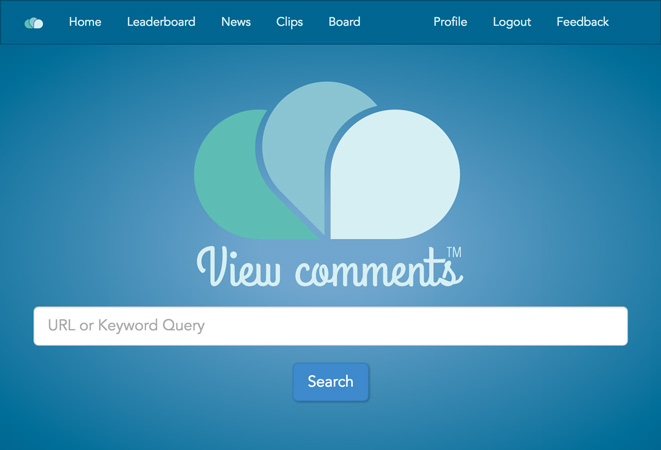 Home Leaderboard News Clips Board Profile Logout Feedback
View comments™
URL or Keyword Query
Search